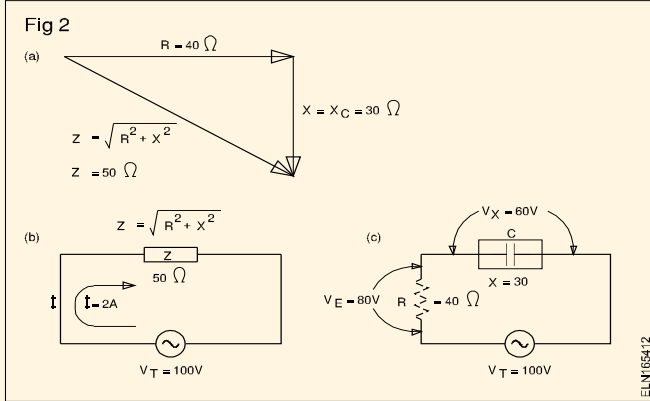 Fig 2
(a)
R = 40 Ω
X = X_C = 30 Ω
Z = √R² + X²
Z = 50 Ω
(b)
Z = √R² + X²
Z
50 Ω
I = 2A
V_T = 100V
(c)
V_X = 60V
C
X = 30
V_E = 80V
R = 40 Ω
V_T = 100V
ELN165412